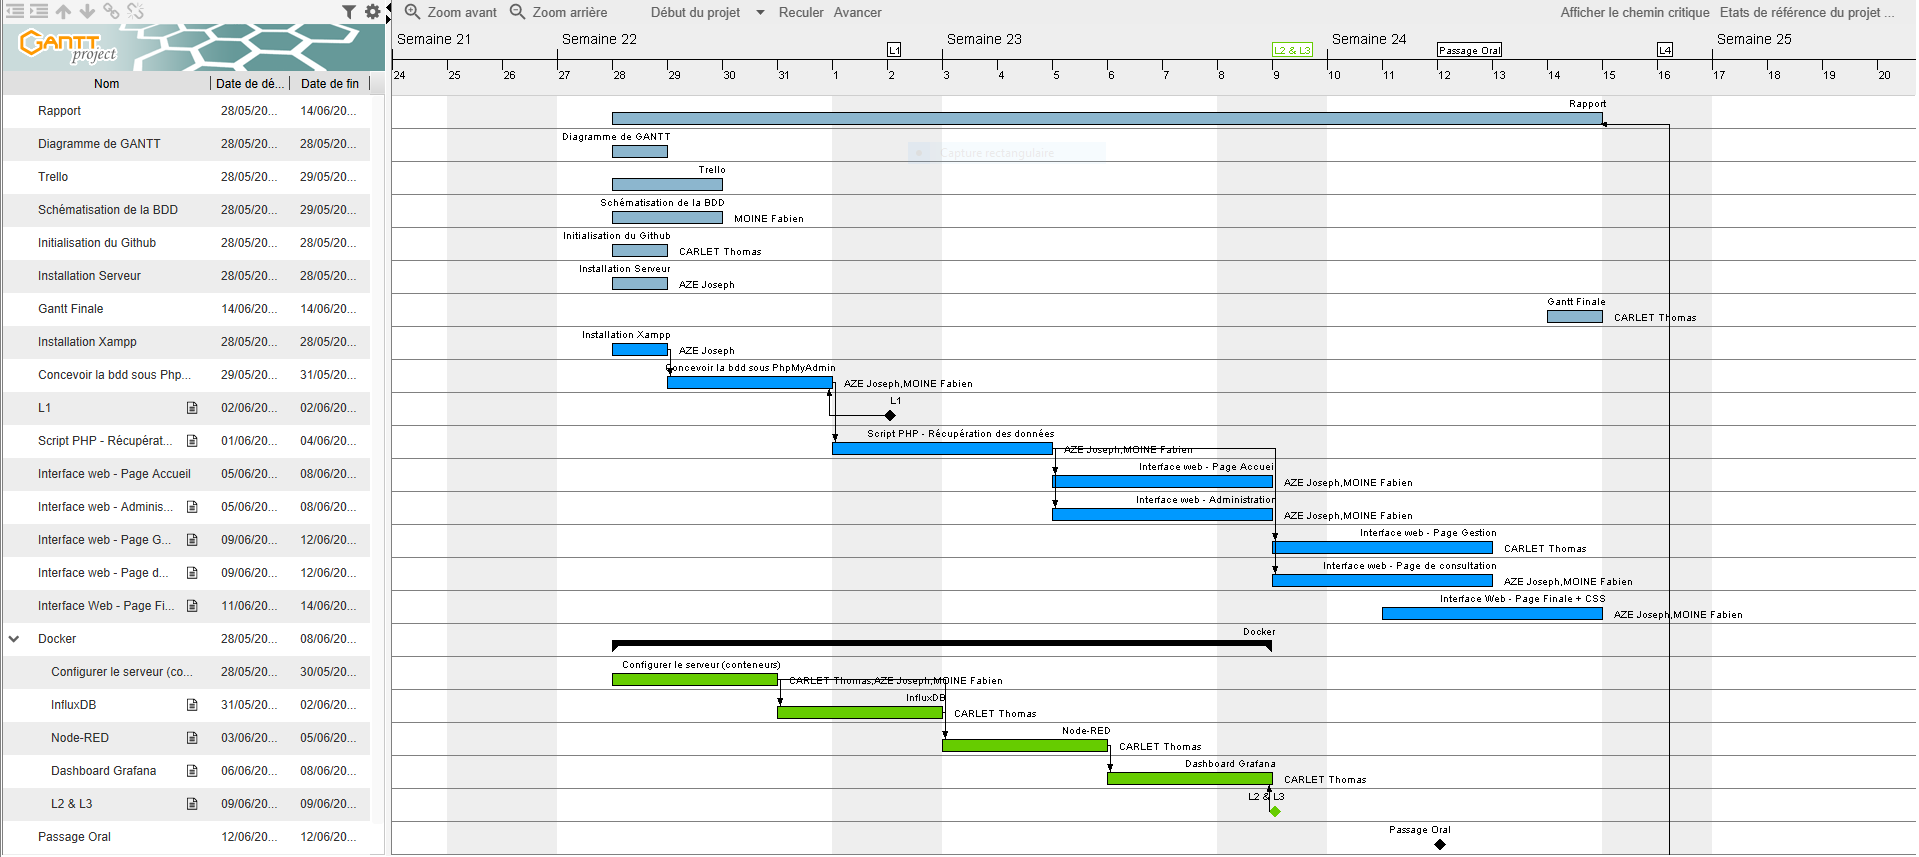 Zoom avant
Zoom arrière
Début du projet
Reculer
Avancer
Afficher le chemin critique
Etats de référence du projet ...
GANTT
project
Semaine 21
Semaine 22
Semaine 23
Semaine 24
Semaine 25
L1
L2 & L3
Passage Oral
L4
24 25 26 27 28 29 30 31 1 2 3 4 5 6 7 8 9 10 11 12 13 14 15 16 17 18 19 20
Nom
Date de dé...
Date de fin
Rapport 28/05/20... 14/06/20...
Diagramme de GANTT 28/05/20... 28/05/20...
Trello 28/05/20... 29/05/20...
Schématisation de la BDD 28/05/20... 29/05/20...
Initialisation du Github 28/05/20... 28/05/20...
Installation Serveur 28/05/20... 28/05/20...
Gantt Finale 14/06/20... 14/06/20...
Installation Xampp 28/05/20... 28/05/20...
Concevoir la bdd sous Php... 29/05/20... 31/05/20...
L1 02/06/20... 02/06/20...
Script PHP - Récupérat... 01/06/20... 04/06/20...
Interface web - Page Accueil 05/06/20... 08/06/20...
Interface web - Adminis... 05/06/20... 08/06/20...
Interface web - Page G... 09/06/20... 12/06/20...
Interface web - Page d... 09/06/20... 12/06/20...
Interface Web - Page Fi... 11/06/20... 14/06/20...
Docker 28/05/20... 08/06/20...
Configurer le serveur (co... 28/05/20... 30/05/20...
InfluxDB 31/05/20... 02/06/20...
Node-RED 03/06/20... 05/06/20...
Dashboard Grafana 06/06/20... 08/06/20...
L2 & L3 09/06/20... 09/06/20...
Passage Oral 12/06/20... 12/06/20...
Rapport
Diagramme de GANTT
Capture rectangulaire
Trello
Schématisation de la BDD
MOINE Fabien
Initialisation du Github
CARLET Thomas
Installation Serveur
AZE Joseph
Gantt Finale
CARLET Thomas
Installation Xampp
AZE Joseph
Concevoir la bdd sous PhpMyAdmin
AZE Joseph,MOINE Fabien
L1
Script PHP - Récupération des données
AZE Joseph,MOINE Fabien
Interface web - Page Accueil
AZE Joseph,MOINE Fabien
Interface web - Administration
AZE Joseph,MOINE Fabien
Interface web - Page Gestion
CARLET Thomas
Interface web - Page de consultation
AZE Joseph,MOINE Fabien
Interface Web - Page Finale + CSS
AZE Joseph,MOINE Fabien
Docker
Configurer le serveur (conteneurs)
CARLET Thomas,AZE Joseph,MOINE Fabien
InfluxDB
CARLET Thomas
Node-RED
CARLET Thomas
Dashboard Grafana
CARLET Thomas
L2 & L3
Passage Oral